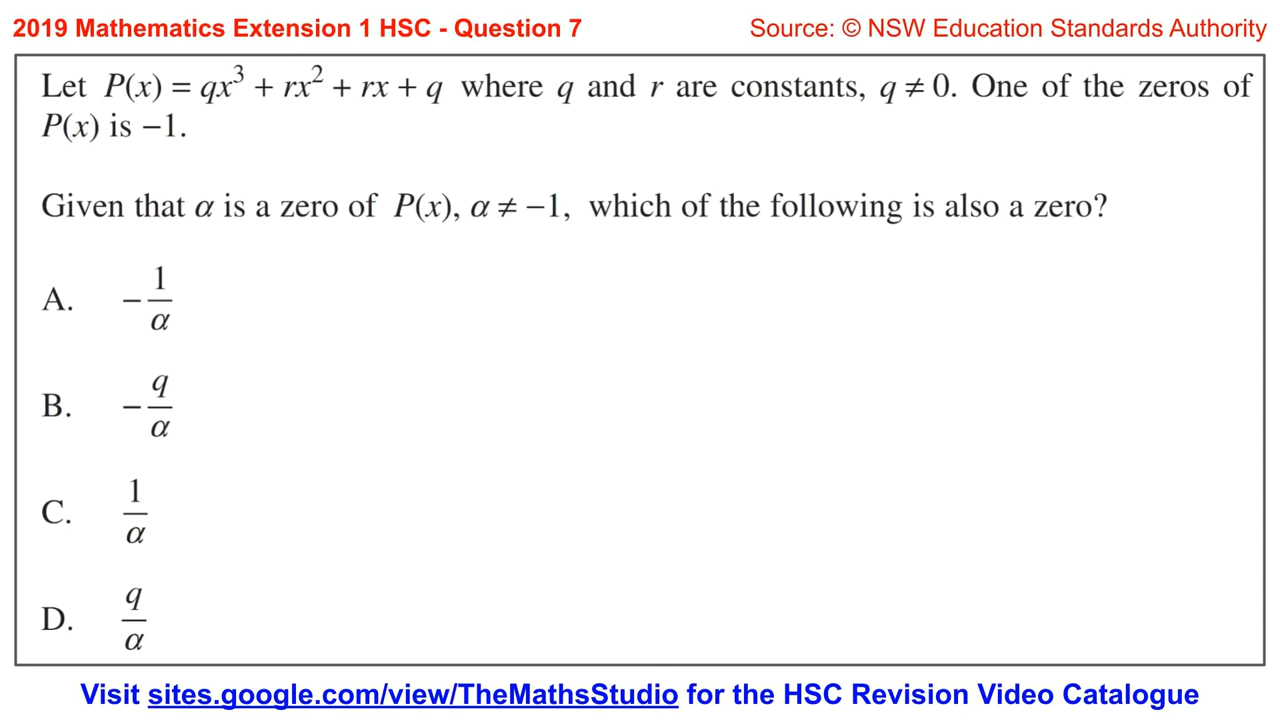 2019 Mathematics Extension 1 HSC - Question 7
Source: © NSW Education Standards Authority
Let P(x) = qx³ + rx² + rx + q where q and r are constants, q ≠ 0. One of the zeros of
P(x) is −1.
Given that α is a zero of P(x), α ≠ −1, which of the following is also a zero?
A. −1/α
B. −q/α
C. 1/α
D. q/α
Visit sites.google.com/view/TheMathsStudio for the HSC Revision Video Catalogue